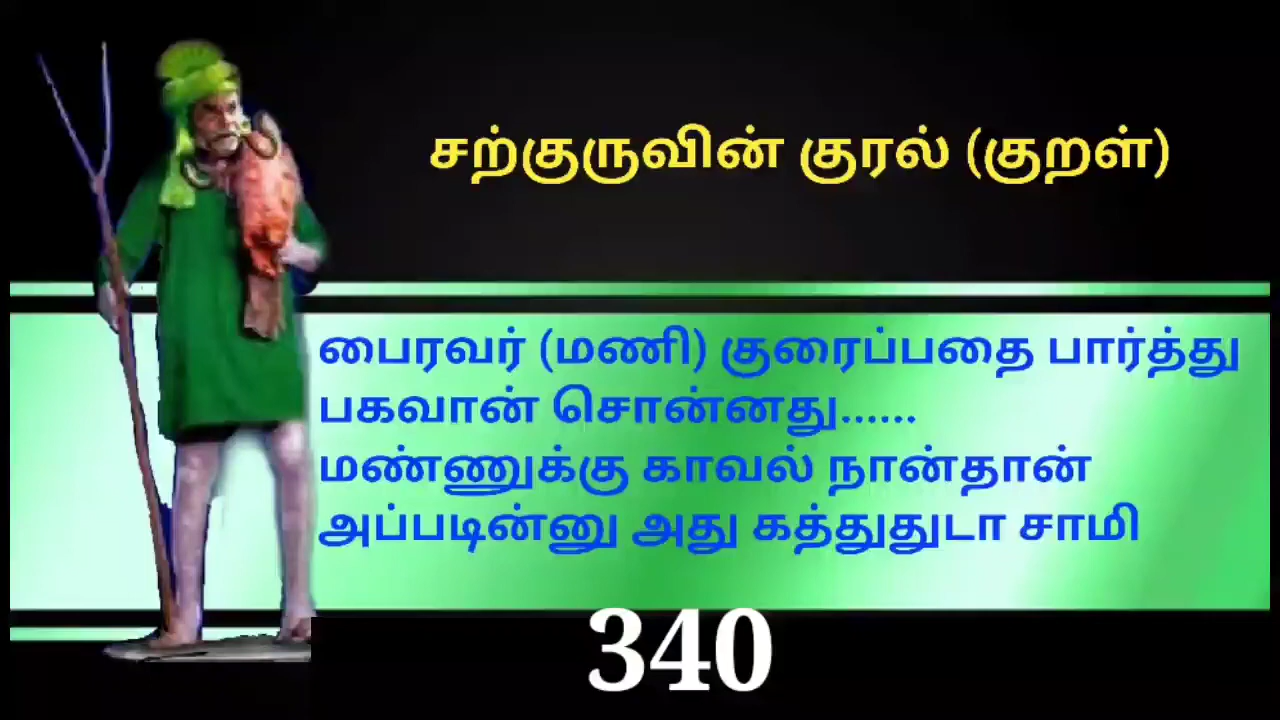 சற்குருவின் குரல் (குறள்)
பைரவர் (மணி) குரைப்பதை பார்த்து
பகவான் சொன்னது......
மண்ணுக்கு காவல் நான்தான்
அப்படின்னு அது கத்துதுடா சாமி
340